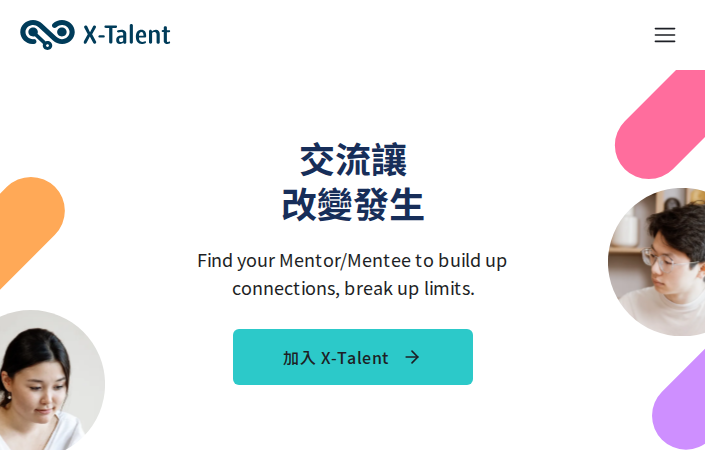 X-Talent
交流讓
改變發生
Find your Mentor/Mentee to build up
connections, break up limits.
加入 X-Talent